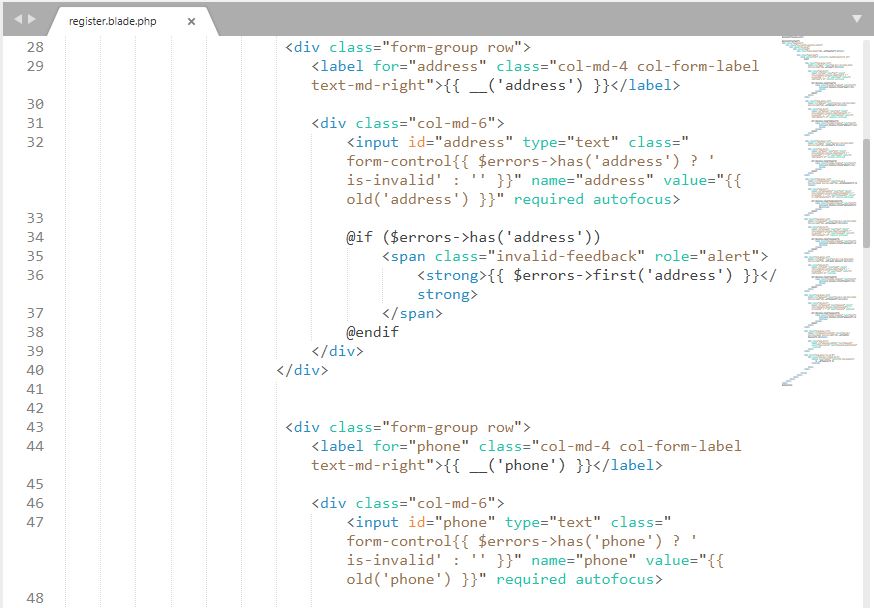 register.blade.php ×
28 <div class="form-group row">
29 <label for="address" class="col-md-4 col-form-label
text-md-right">{{ __('address') }}</label>
30
31 <div class="col-md-6">
32 <input id="address" type="text" class="
form-control{{ $errors->has('address') ? '
is-invalid' : '' }}" name="address" value="{{
old('address') }}" required autofocus>
33
34 @if ($errors->has('address'))
35 <span class="invalid-feedback" role="alert">
36 <strong>{{ $errors->first('address') }}</
strong>
37 </span>
38 @endif
39 </div>
40 </div>
41
42
43 <div class="form-group row">
44 <label for="phone" class="col-md-4 col-form-label
text-md-right">{{ __('phone') }}</label>
45
46 <div class="col-md-6">
47 <input id="phone" type="text" class="
form-control{{ $errors->has('phone') ? '
is-invalid' : '' }}" name="phone" value="{{
old('phone') }}" required autofocus>
48